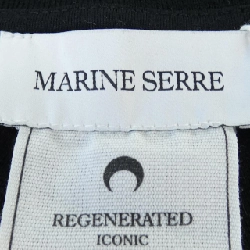 MARINE SERRE
REGENERATED
ICONIC